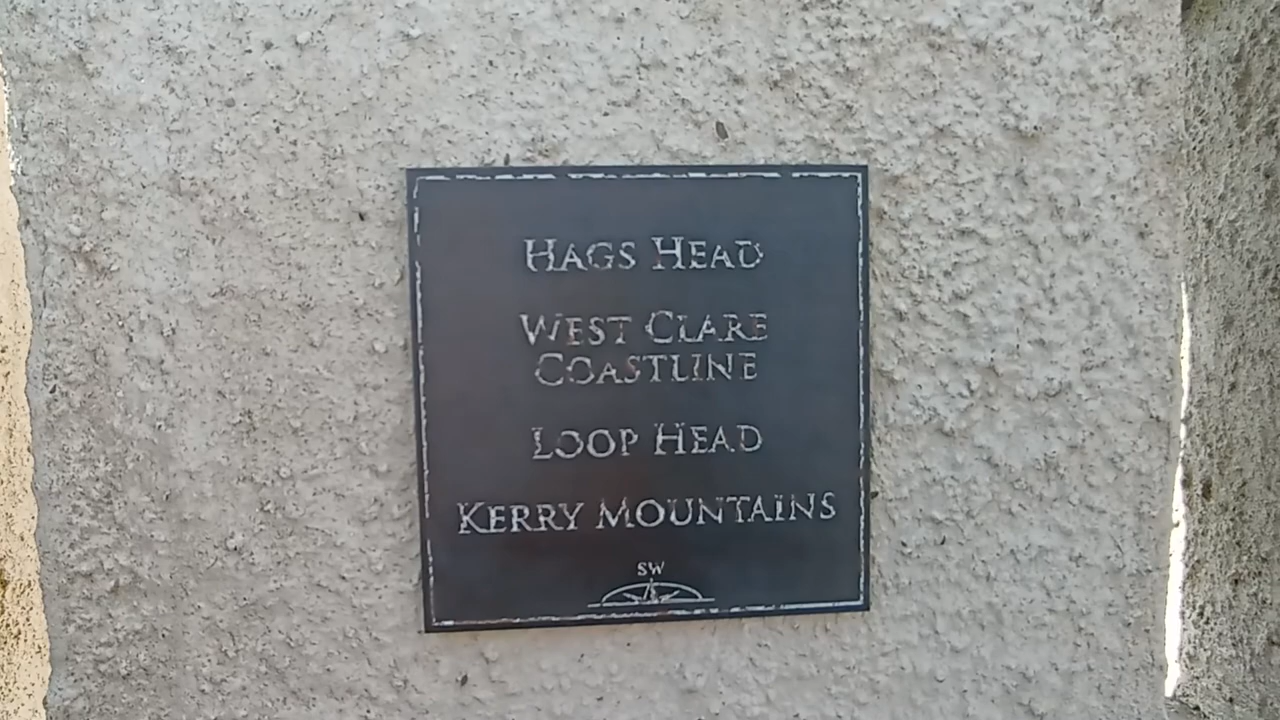 HAGS HEAD
WEST CLARE
COASTLINE
LOOP HEAD
KERRY MOUNTAINS
SW